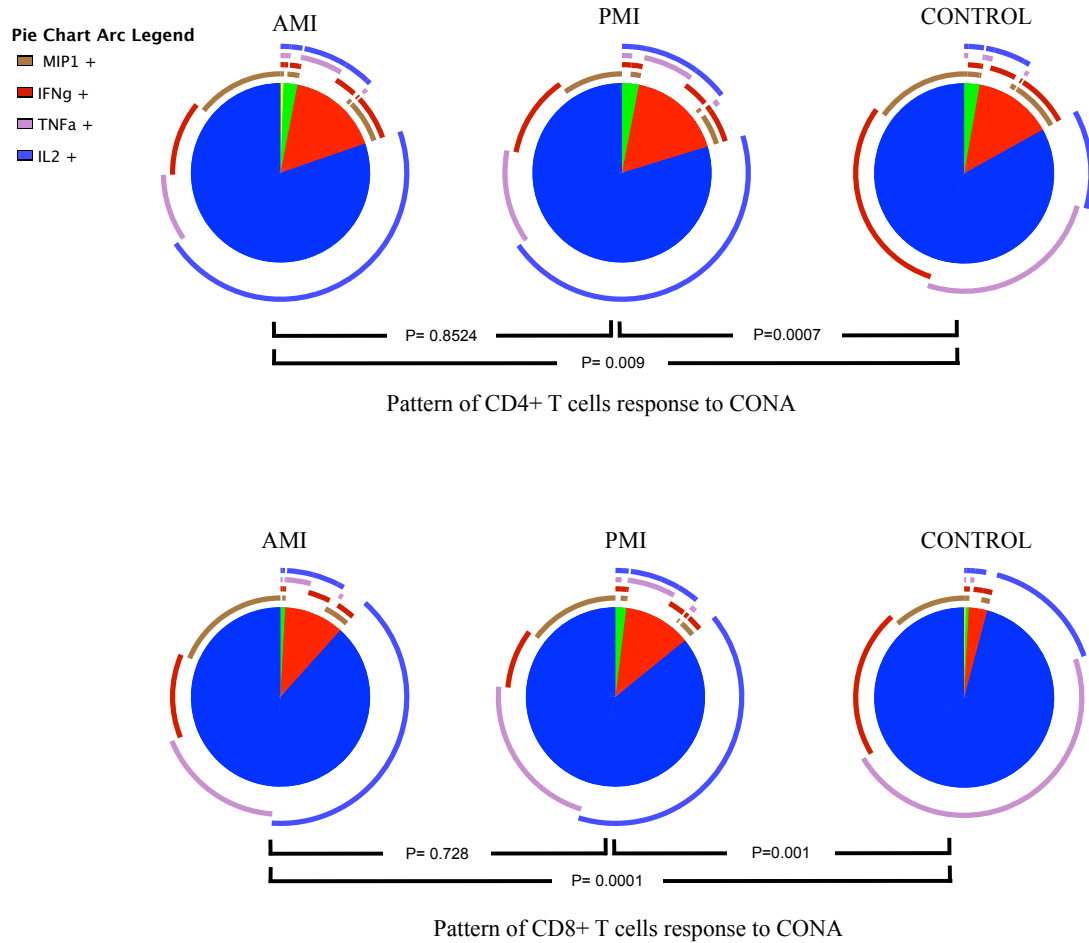 AMI
PMI
CONTROL
Pie Chart Arc Legend
MIP1 +
IFNg +
TNFa +
IL2 +
P= 0.8524
P=0.0007
P= 0.009
Pattern of CD4+ T cells response to CONA
AMI
PMI
CONTROL
P= 0.728
P=0.001
P= 0.0001
Pattern of CD8+ T cells response to CONA